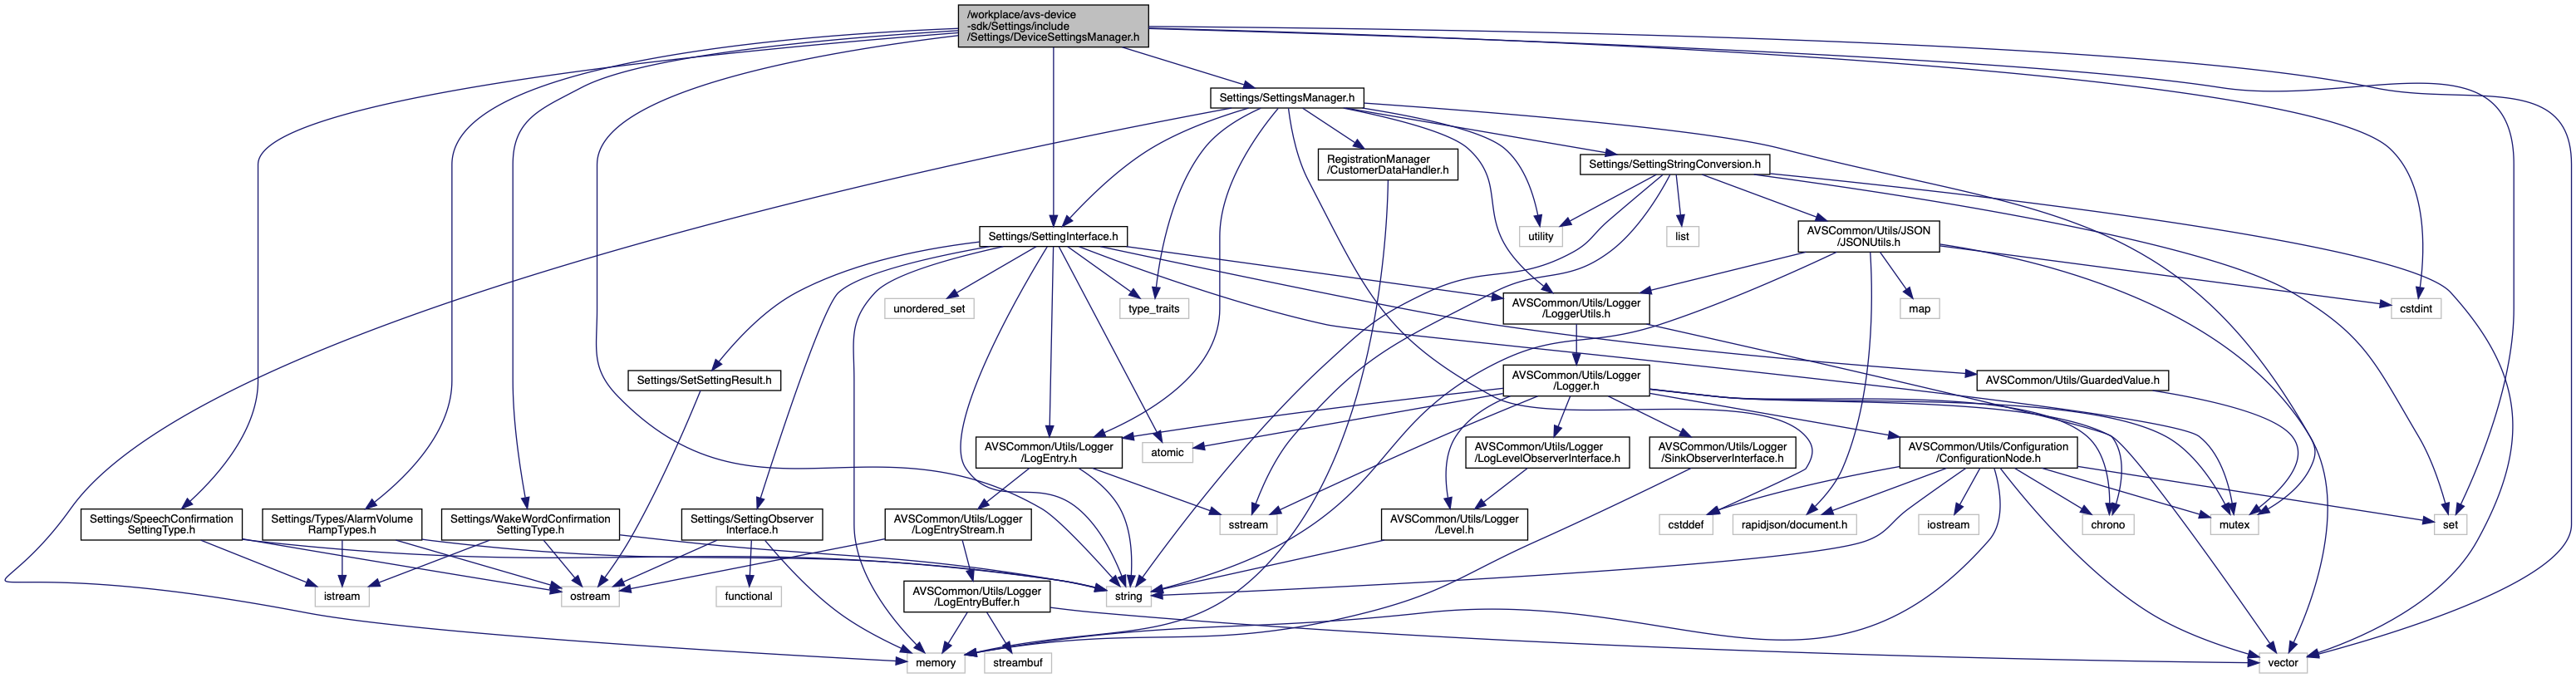 /workplace/avs-device
-sdk/Settings/include
/Settings/DeviceSettingsManager.h
Settings/SettingsManager.h
RegistrationManager
/CustomerDataHandler.h
Settings/SettingStringConversion.h
Settings/SettingInterface.h
utility
list
AVSCommon/Utils/JSON
/JSONUtils.h
unordered_set
type_traits
AVSCommon/Utils/Logger
/LoggerUtils.h
map
cstdint
Settings/SetSettingResult.h
AVSCommon/Utils/Logger
/Logger.h
AVSCommon/Utils/GuardedValue.h
AVSCommon/Utils/Logger
/LogEntry.h
atomic
AVSCommon/Utils/Logger
/LogLevelObserverInterface.h
AVSCommon/Utils/Logger
/SinkObserverInterface.h
AVSCommon/Utils/Configuration
/ConfigurationNode.h
Settings/SpeechConfirmation
SettingType.h
Settings/Types/AlarmVolume
RampTypes.h
Settings/WakeWordConfirmation
SettingType.h
Settings/SettingObserver
Interface.h
AVSCommon/Utils/Logger
/LogEntryStream.h
sstream
AVSCommon/Utils/Logger
/Level.h
cstddef
rapidjson/document.h
iostream
chrono
mutex
set
istream
ostream
functional
AVSCommon/Utils/Logger
/LogEntryBuffer.h
string
memory
streambuf
vector